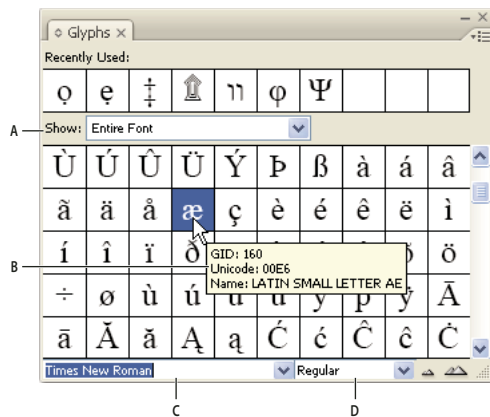 Glyphs ×
Recently Used:
ọ ẹ ‡ ײ φ Ψ
A
Show: Entire Font
Ù Ú Û Ü Ý Þ ß à á â
ã ä å æ ç è é ê ë ì
í î ï ð ö
GID: 160
B
Unicode: 00E6
Name: LATIN SMALL LETTER AE
÷ ø ù ú û ü ý þ ÿ Ā
ā Ă ă Ą ą Ć ć Ĉ ĉ Ċ
Times New Roman Regular
C D